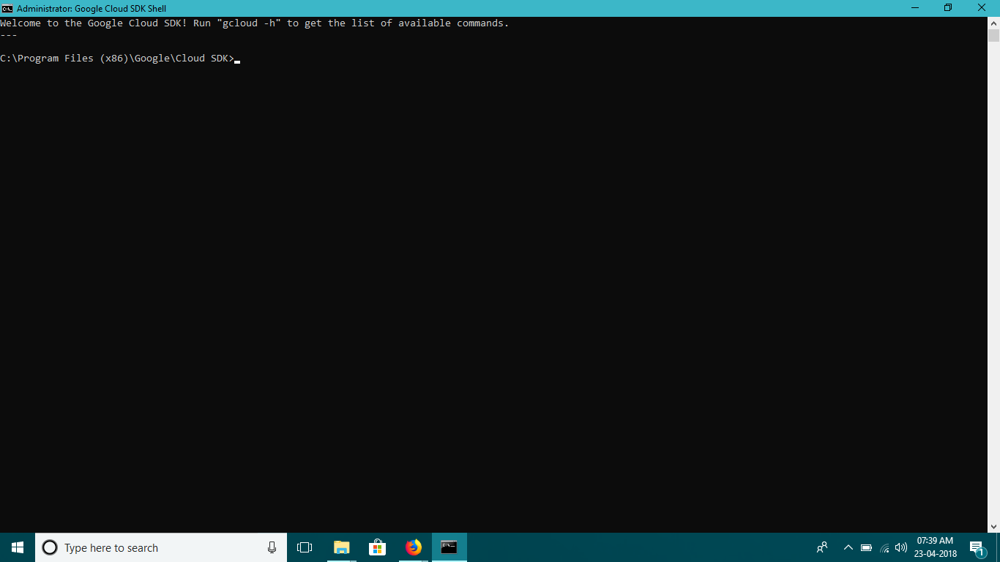 Administrator: Google Cloud SDK Shell
Welcome to the Google Cloud SDK! Run "gcloud -h" to get the list of available commands.
---
C:\Program Files (x86)\Google\Cloud SDK>
Type here to search
07:39 AM
23-04-2018
1